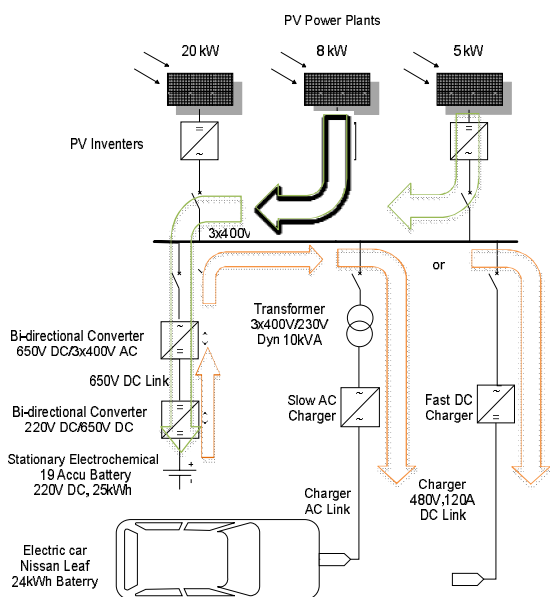 PV Power Plants
20 kW
8 kW
5 kW
PV Inventers
3x400V
or
Transformer
3x400V/230V
Dyn 10kVA
Bi-directional Converter
650V DC/3x400V AC
650V DC Link
Slow AC
Charger
Fast DC
Charger
Bi-directional Converter
220V DC/650V DC
Stationary Electrochemical
19 Accu Battery
220V DC, 25kWh
Charger
480V,120A
DC Link
Charger
AC Link
Electric car
Nissan Leaf
24kWh Baterry